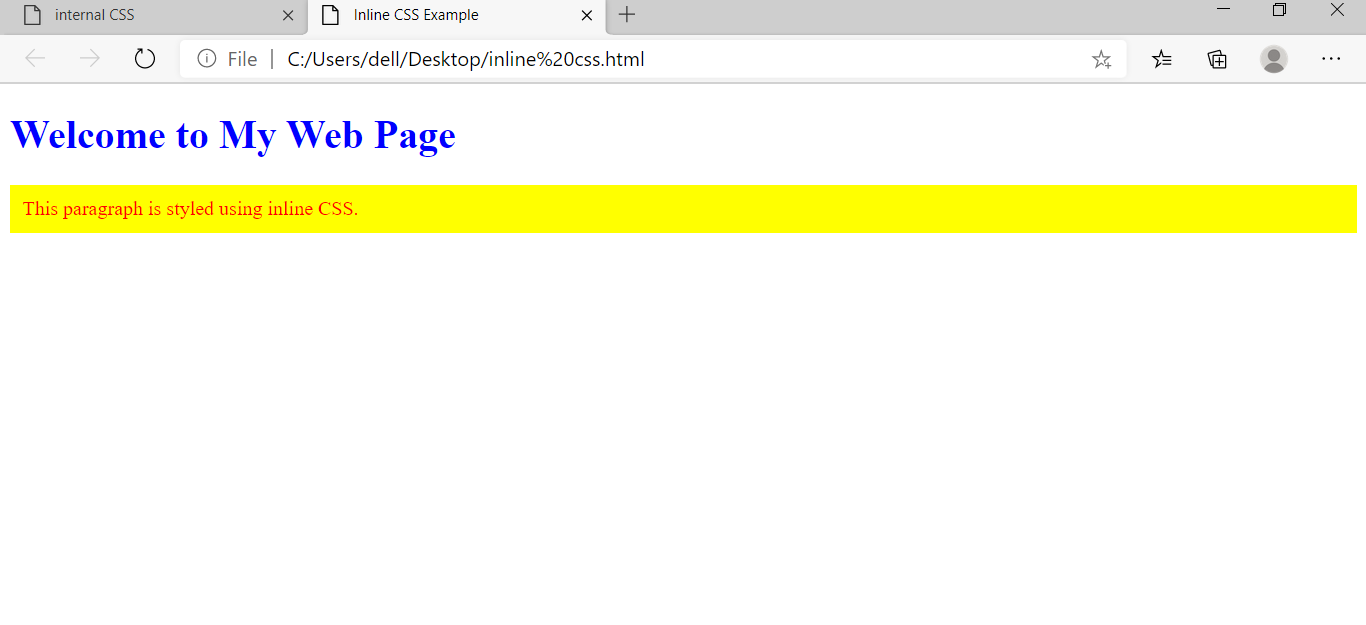 internal CSS
Inline CSS Example
File
C:/Users/dell/Desktop/inline%20css.html
Welcome to My Web Page
This paragraph is styled using inline CSS.